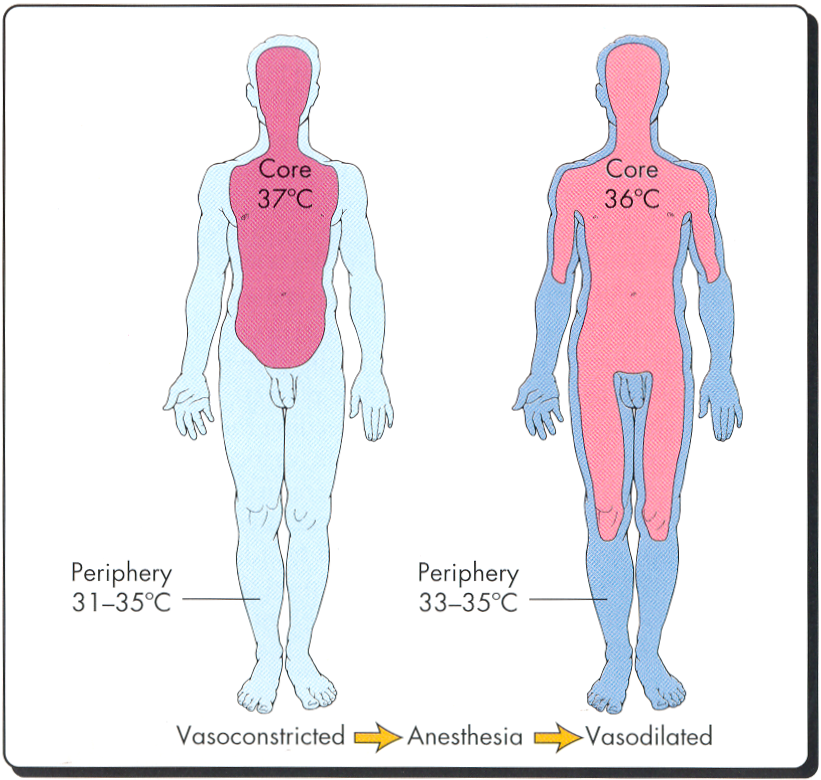 Core
37°C
Core
36°C
Periphery
31–35°C
Periphery
33–35°C
Vasoconstricted Anesthesia Vasodilated